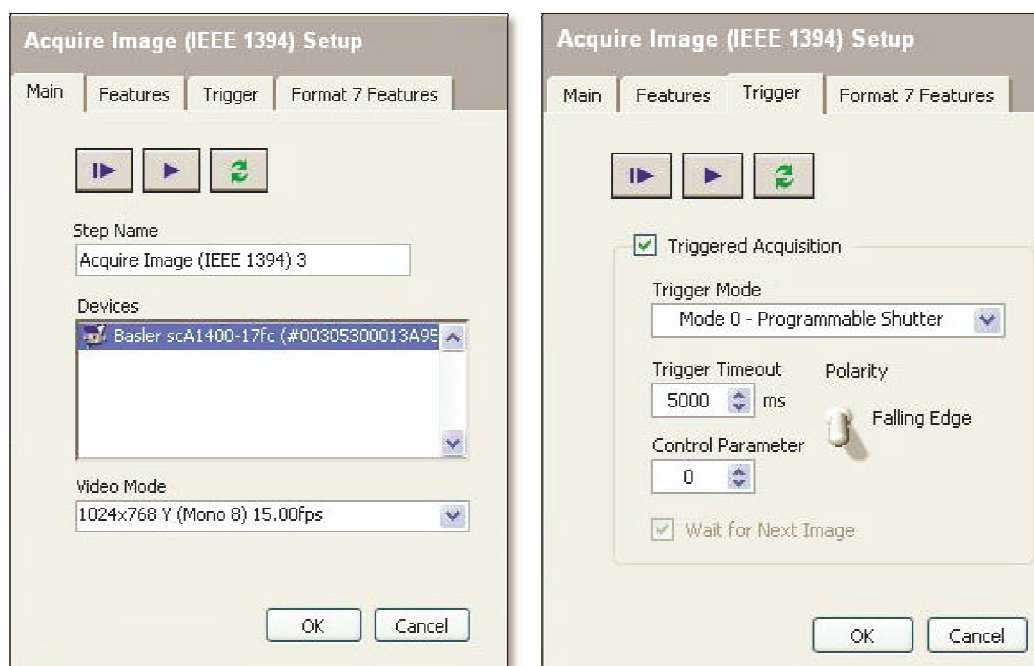 Acquire Image (IEEE 1394) Setup
Main
Features
Trigger
Format 7 Features
Step Name
Acquire Image (IEEE 1394) 3
Devices
Basler scA1400-17fc (#00305300013A95
Video Mode
1024x768 Y (Mono 8) 15.00fps
OK
Cancel
Acquire Image (IEEE 1394) Setup
Main
Features
Trigger
Format 7 Features
Triggered Acquisition
Trigger Mode
Mode 0 - Programmable Shutter
Trigger Timeout
Polarity
5000 ms
Falling Edge
Control Parameter
0
Wait for Next Image
OK
Cancel